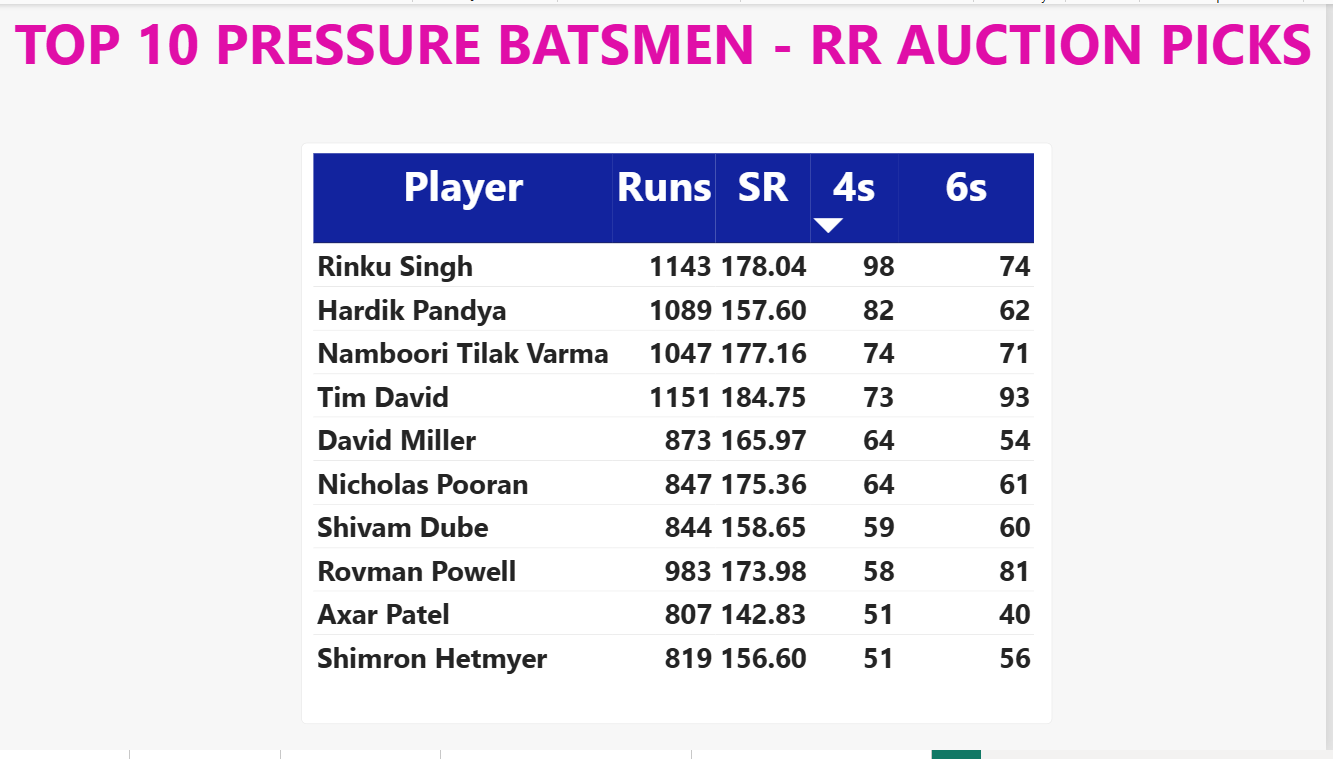 TOP 10 PRESSURE BATSMEN - RR AUCTION PICKS
Player Runs SR 4s 6s
Rinku Singh 1143 178.04 98 74
Hardik Pandya 1089 157.60 82 62
Namboori Tilak Varma 1047 177.16 74 71
Tim David 1151 184.75 73 93
David Miller 873 165.97 64 54
Nicholas Pooran 847 175.36 64 61
Shivam Dube 844 158.65 59 60
Rovman Powell 983 173.98 58 81
Axar Patel 807 142.83 51 40
Shimron Hetmyer 819 156.60 51 56